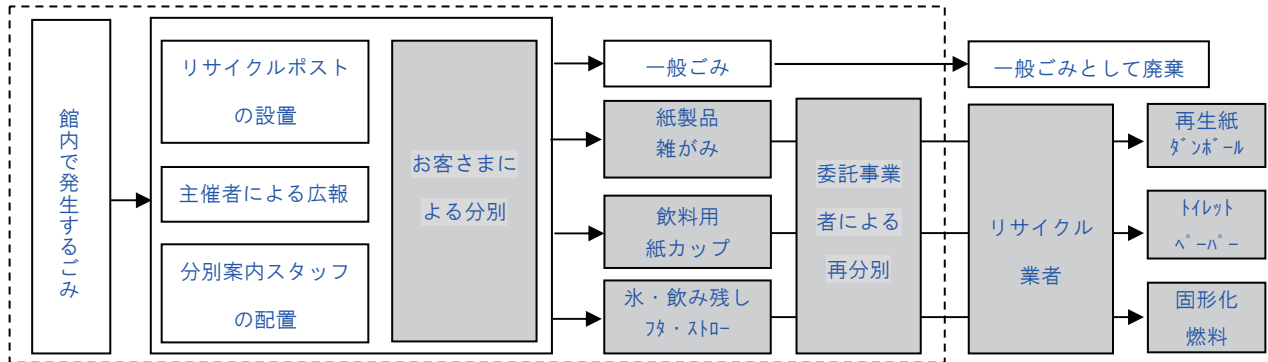 館内で発生するごみ
リサイクルポスト
の設置
主催者による広報
分別案内スタッフ
の配置
お客さまに
よる分別
一般ごみ
紙製品
雑がみ
飲料用
紙カップ
氷・飲み残し
フタ・ストロー
委託事業
者による
再分別
一般ごみとして廃棄
リサイクル
業者
再生紙
ダンボール
トイレット
ペーパー
固形化
燃料